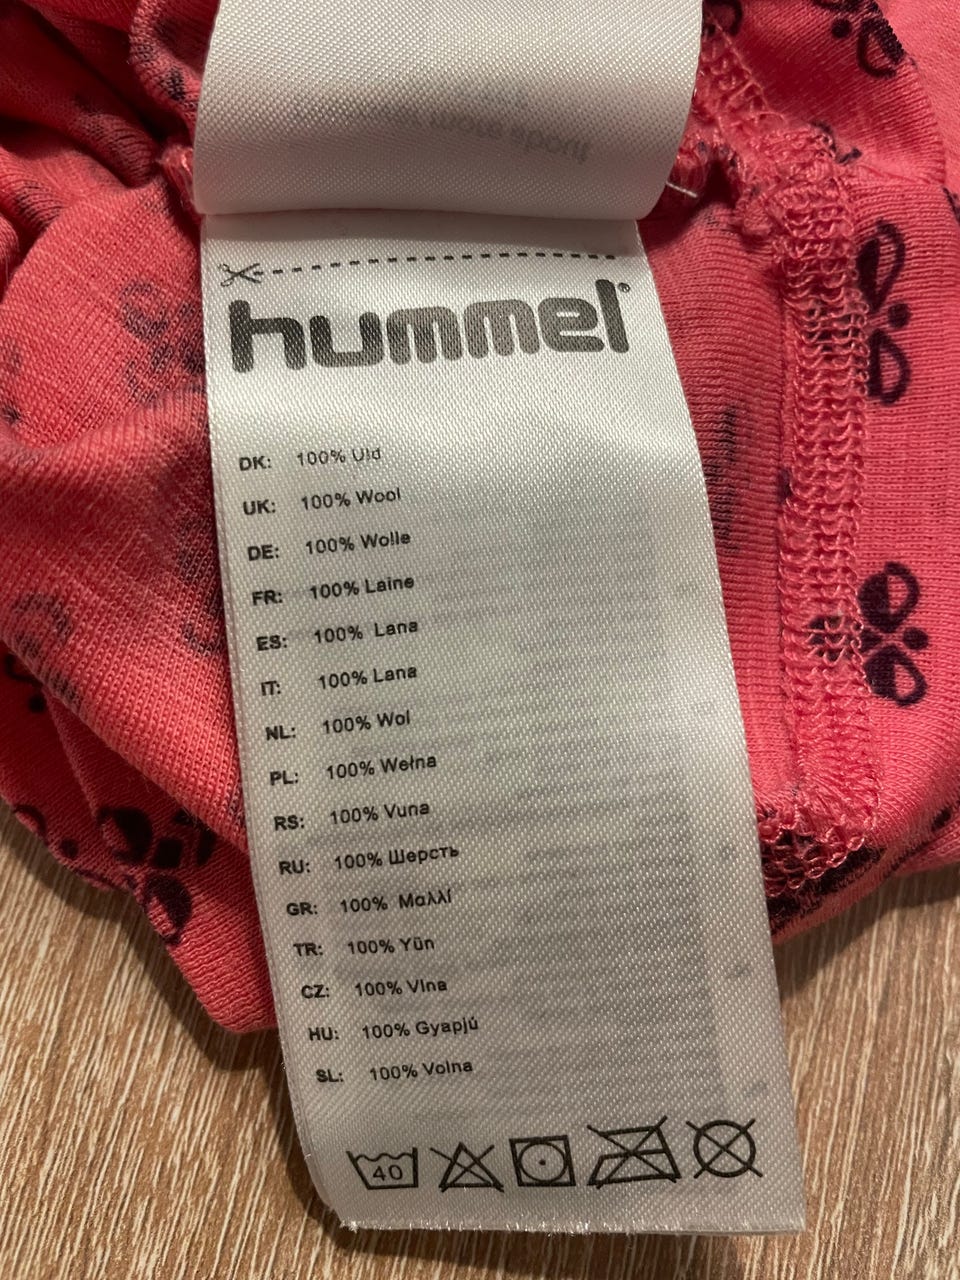 more about
hummel®
DK: 100% Uld
UK: 100% Wool
DE: 100% Wolle
FR: 100% Laine
ES: 100% Lana
IT: 100% Lana
NL: 100% Wol
PL: 100% Wełna
RS: 100% Vuna
RU: 100% Шерсть
GR: 100% Μαλλί
TR: 100% Yün
CZ: 100% Vlna
HU: 100% Gyapjú
SL: 100% Volna
40